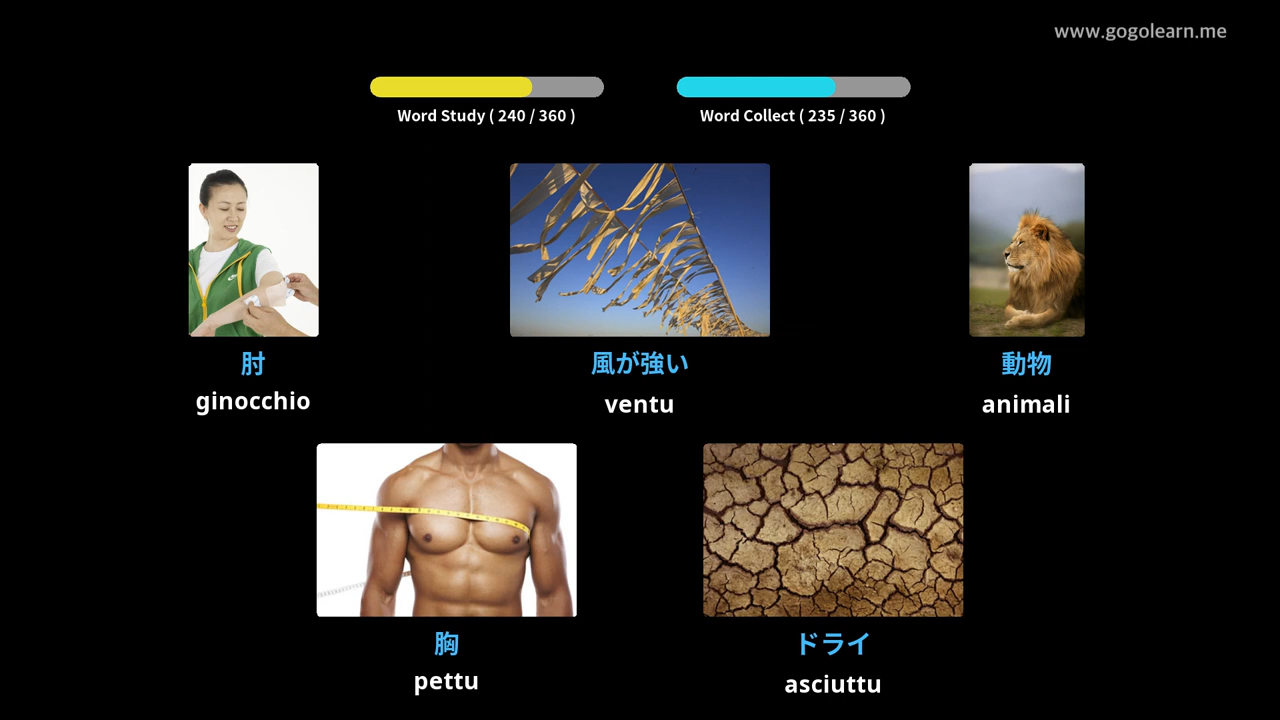 www.gogolearn.me
Word Study ( 240 / 360 )
Word Collect ( 235 / 360 )
肘
ginocchio
風が強い
ventu
動物
animali
胸
pettu
ドライ
asciuttu